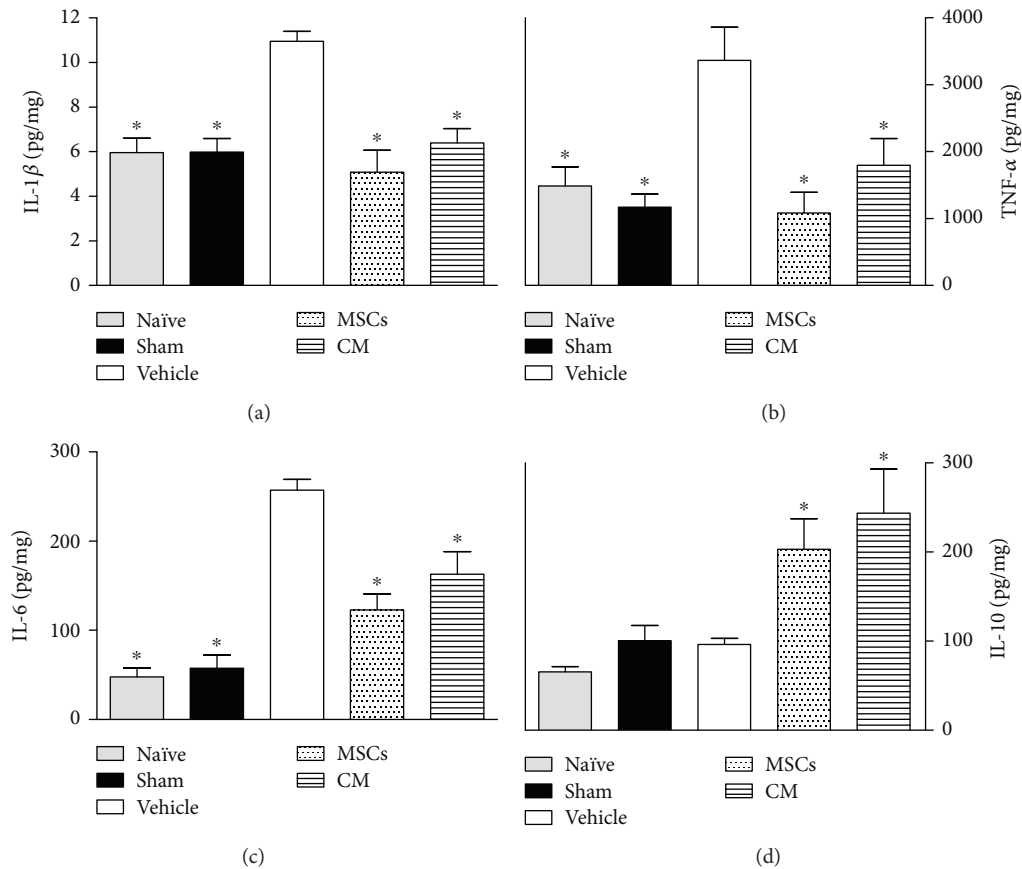 12
10
8
6
4
2
0
IL-1β (pg/mg)
* * * *
Naïve
Sham
Vehicle
MSCs
CM
(a)
4000
3000
2000
1000
0
TNF-α (pg/mg)
* * * *
Naïve
Sham
Vehicle
MSCs
CM
(b)
300
200
100
0
IL-6 (pg/mg)
* * * *
Naïve
Sham
Vehicle
MSCs
CM
(c)
300
200
100
0
IL-10 (pg/mg)
* *
Naïve
Sham
Vehicle
MSCs
CM
(d)